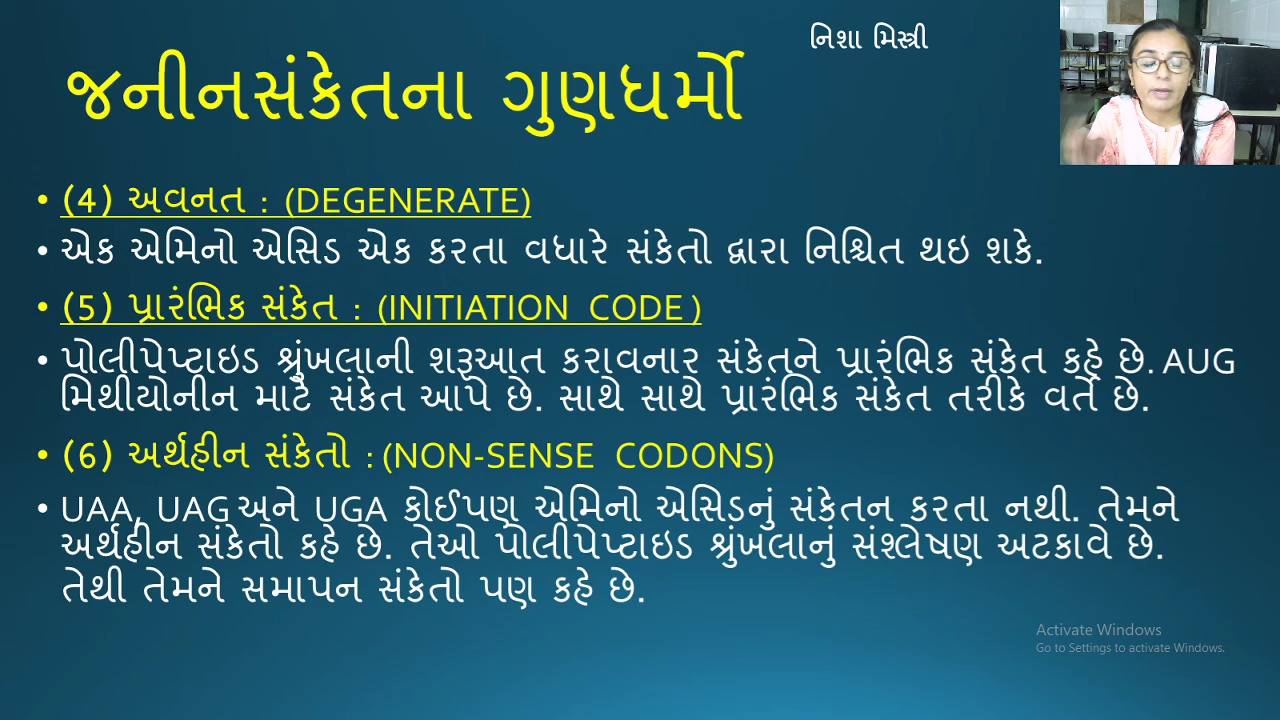 નિશા મિસ્ત્રી
જનીનસંકેતના ગુણધર્મો
• (4) અવનત : (DEGENERATE)
• એક એમિનો એસિડ એક કરતા વધારે સંકેતો દ્વારા નિશ્ચિત થઇ શકે.
• (5) પ્રારંભિક સંકેત : (INITIATION CODE )
• પોલીપેપ્ટાઇડ શ્રુંખલાની શરૂઆત કરાવનાર સંકેતને પ્રારંભિક સંકેત કહે છે. AUG
મિથીયોનીન માટે સંકેત આપે છે. સાથે સાથે પ્રારંભિક સંકેત તરીકે વર્તે છે.
• (6) અર્થહીન સંકેતો : (NON-SENSE CODONS)
• UAA, UAG અને UGA કોઈપણ એમિનો એસિડનું સંકેતન કરતા નથી. તેમને
અર્થહીન સંકેતો કહે છે. તેઓ પોલીપેપ્ટાઇડ શ્રુંખલાનું સંશ્લેષણ અટકાવે છે.
તેથી તેમને સમાપન સંકેતો પણ કહે છે.
Activate Windows
Go to Settings to activate Windows.